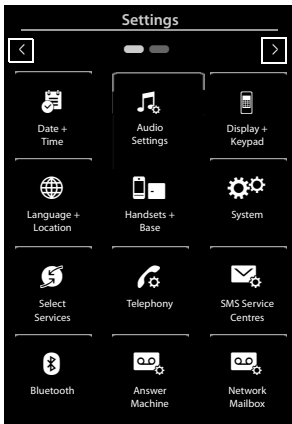 Settings
Date +
Time
Audio
Settings
Display +
Keypad
Language +
Location
Handsets +
Base
System
Select
Services
Telephony
SMS Service
Centres
Bluetooth
Answer
Machine
Network
Mailbox